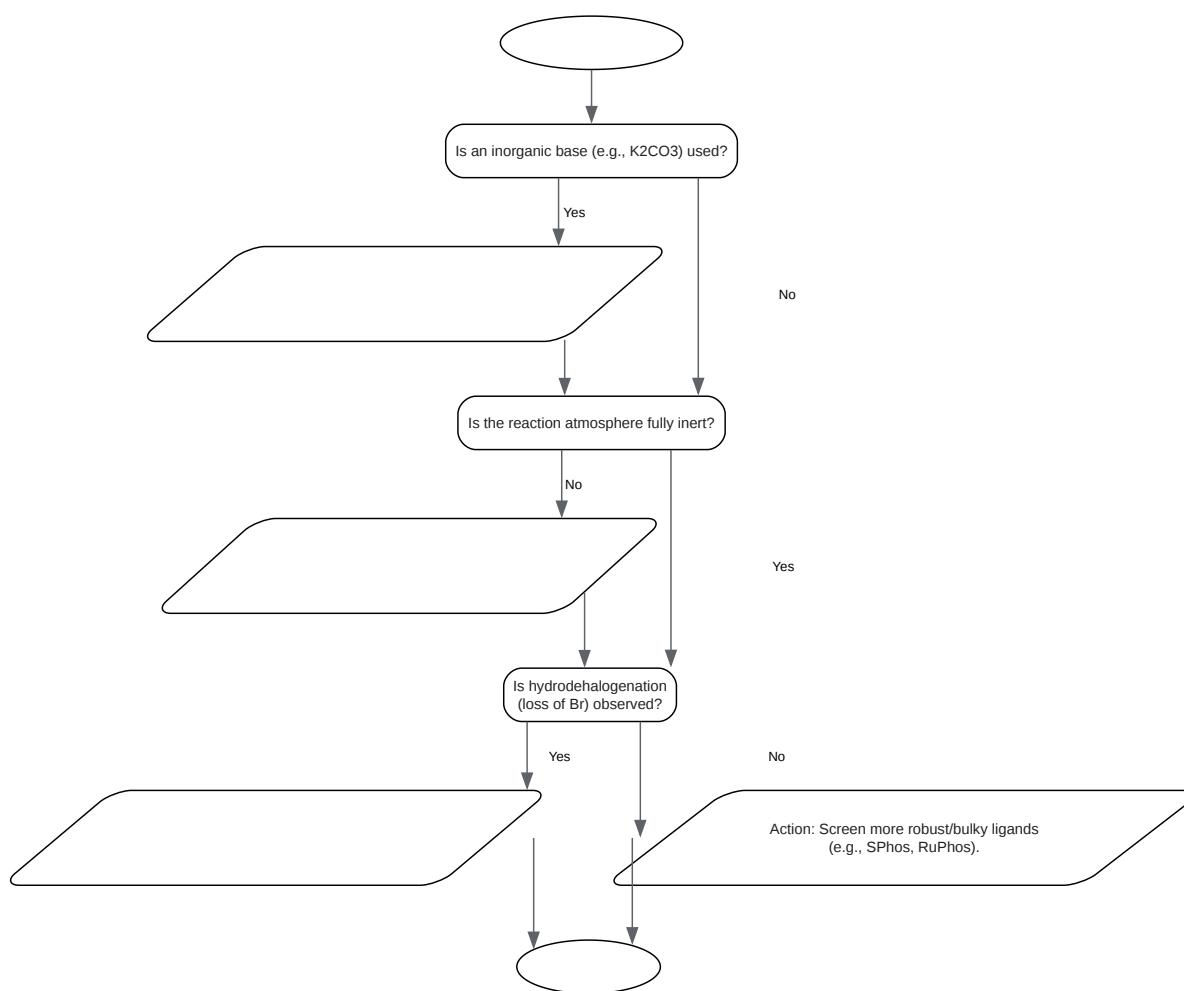 Is an inorganic base (e.g., K2CO3) used?
Yes
No
Is the reaction atmosphere fully inert?
No
Yes
Is hydrodehalogenation
(loss of Br) observed?
Yes
No
Action: Screen more robust/bulky ligands
(e.g., SPhos, RuPhos).